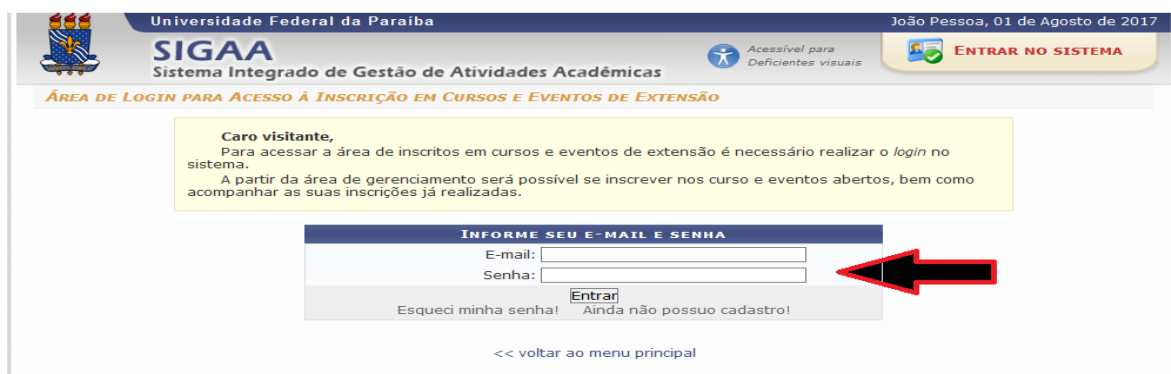 Universidade Federal da Paraíba
João Pessoa, 01 de Agosto de 2017
SIGAA
Sistema Integrado de Gestão de Atividades Acadêmicas
Acessível para
Deficientes visuais
ENTRAR NO SISTEMA
ÁREA DE LOGIN PARA ACESSO À INSCRIÇÃO EM CURSOS E EVENTOS DE EXTENSÃO
Caro visitante,
Para acessar a área de inscritos em cursos e eventos de extensão é necessário realizar o login no
sistema.
A partir da área de gerenciamento será possível se inscrever nos curso e eventos abertos, bem como
acompanhar as suas inscrições já realizadas.
INFORME SEU E-MAIL E SENHA
E-mail:
Senha:
Entrar
Esqueci minha senha! Ainda não possuo cadastro!
<< voltar ao menu principal